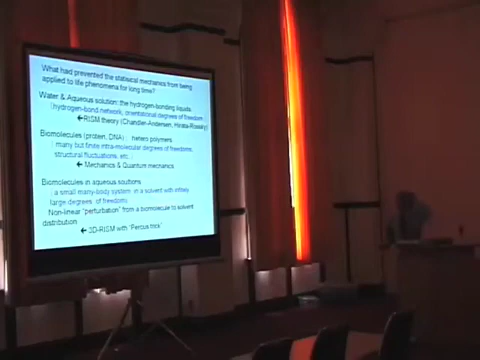 What had prevented the statistical mechanics from being
applied to life phenomena for long time?
Water & Aqueous solution: the hydrogen-bonding liquids
hydrogen-bond network, orientational degrees of freedom
←RISM theory (Chandler-Andersen, Hirata-Rossky)
Biomolecules (protein, DNA) : hetero polymers
many but finite intra-molecular degrees of freedoms,
structural fluctuations, etc.
← Mechanics & Quantum mechanics
Biomolecules in aqueous solutions
a small many-body system in a solvent with infinitely
large degrees of freedom
Non-linear "perturbation" from a biomolecule to solvent
distribution
← 3D-RISM with "Percus trick"